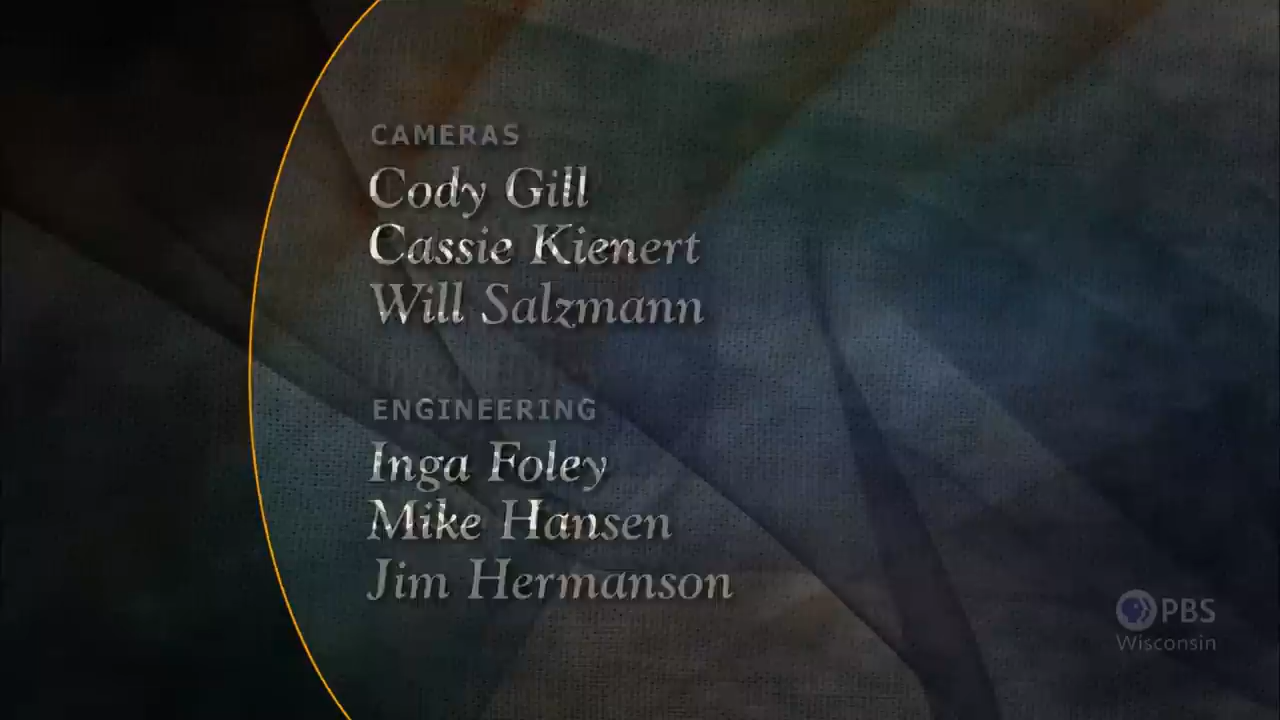 CAMERAS
Cody Gill
Cassie Kienert
Will Salzmann
ENGINEERING
Inga Foley
Mike Hansen
Jim Hermanson
PBS
Wisconsin